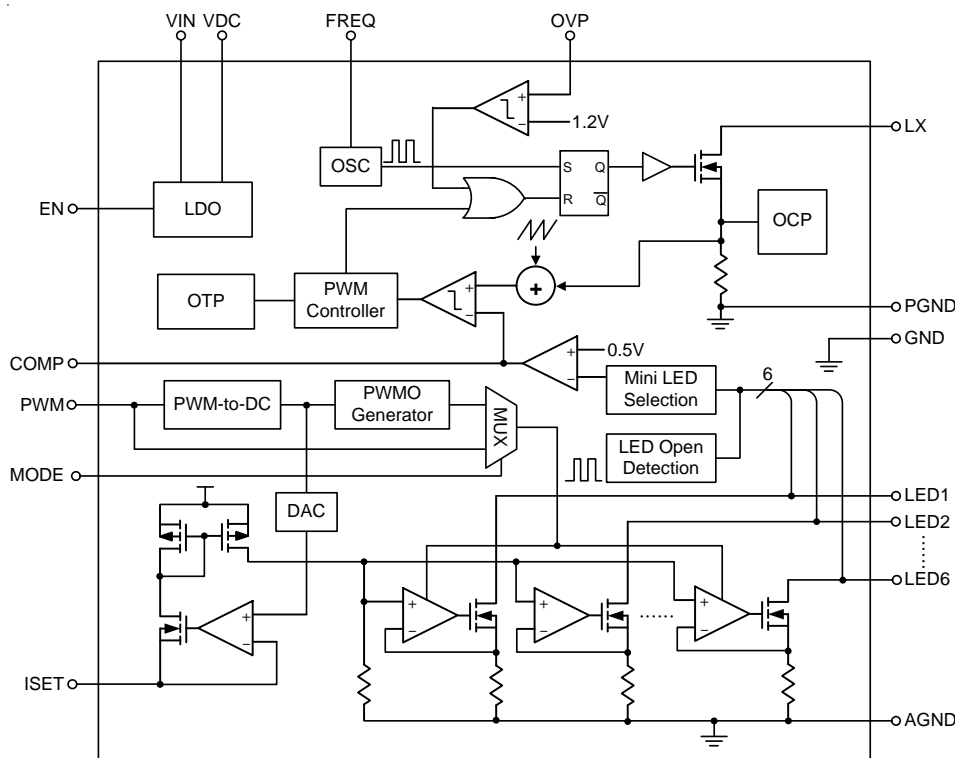 VIN VDC FREQ OVP
1.2V
LX
OSC
S Q
R Q
EN
LDO
OCP
OTP
PWM
Controller
+
PGND
GND
COMP
0.5V
PWM
PWM-to-DC
PWMO
Generator
MUX
Mini LED
Selection
6
LED Open
Detection
MODE
DAC
LED1
LED2
LED6
ISET
AGND